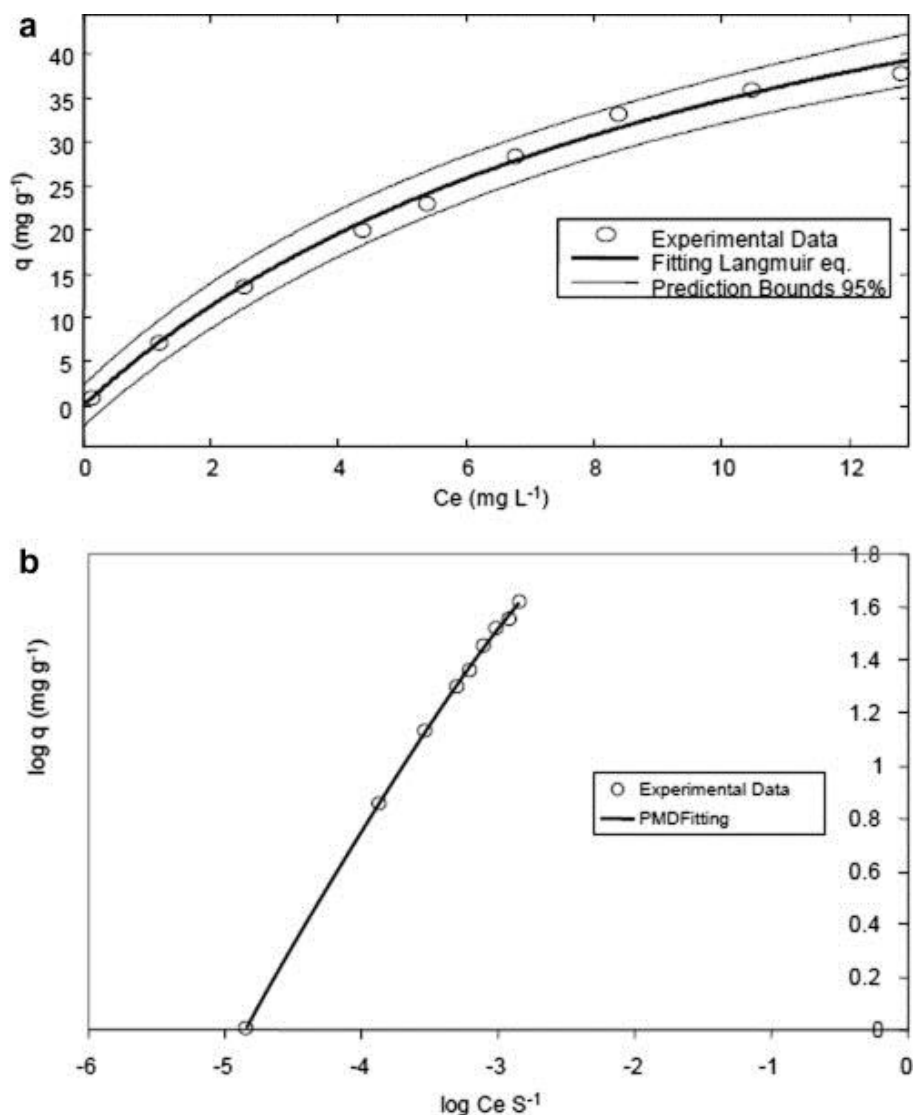 a
40
35
30
25
20
15
10
5
0
q (mg g⁻¹)
Experimental Data
Fitting Langmuir eq.
Prediction Bounds 95%
0 2 4 6 8 10 12
Ce (mg L⁻¹)
b
log q (mg g⁻¹)
1.8
1.6
1.4
1.2
1
0.8
0.6
0.4
0.2
0
Experimental Data
PMDFitting
-6 -5 -4 -3 -2 -1 0
log Ce S⁻¹